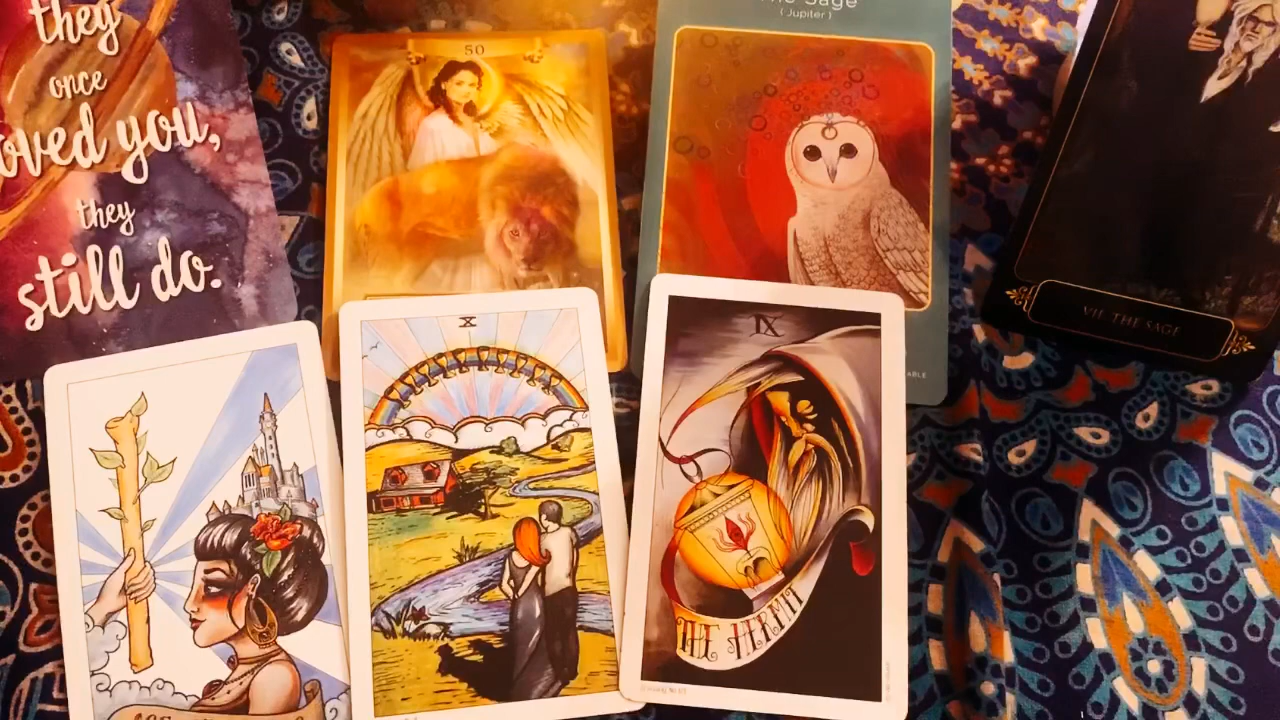 they
once
loved you,
they
still do.
50
The Sage
( Jupiter )
VII. THE SAGE
X
IX
THE HERMIT